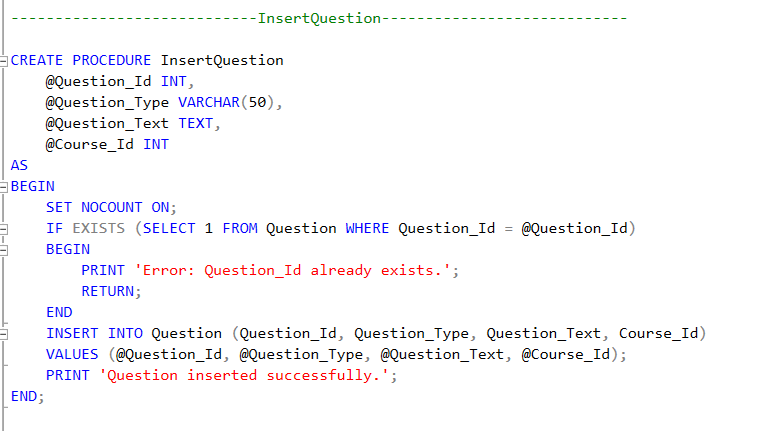 ----------------------------InsertQuestion----------------------------
CREATE PROCEDURE InsertQuestion
    @Question_Id INT,
    @Question_Type VARCHAR(50),
    @Question_Text TEXT,
    @Course_Id INT
AS
BEGIN
    SET NOCOUNT ON;
    IF EXISTS (SELECT 1 FROM Question WHERE Question_Id = @Question_Id)
    BEGIN
        PRINT 'Error: Question_Id already exists.';
        RETURN;
    END
    INSERT INTO Question (Question_Id, Question_Type, Question_Text, Course_Id)
    VALUES (@Question_Id, @Question_Type, @Question_Text, @Course_Id);
    PRINT 'Question inserted successfully.';
END;